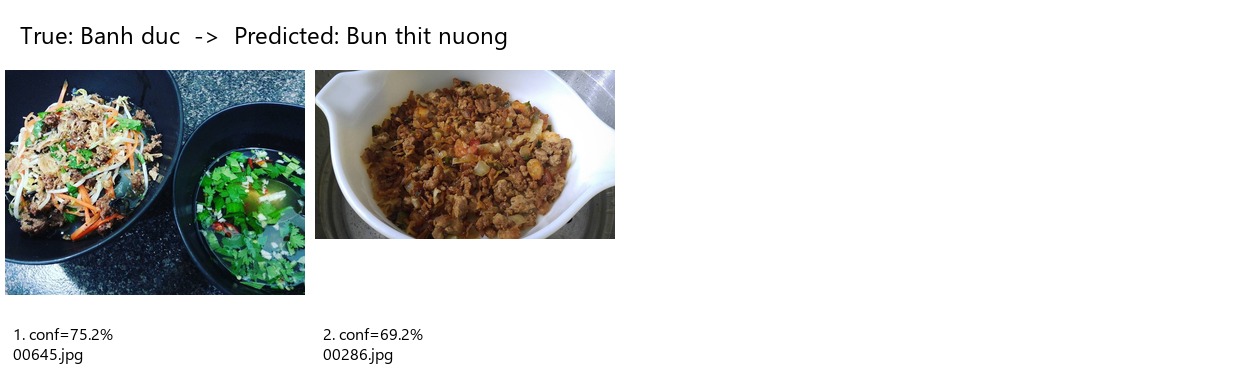 True: Banh duc -> Predicted: Bun thit nuong
1. conf=75.2%
00645.jpg
2. conf=69.2%
00286.jpg